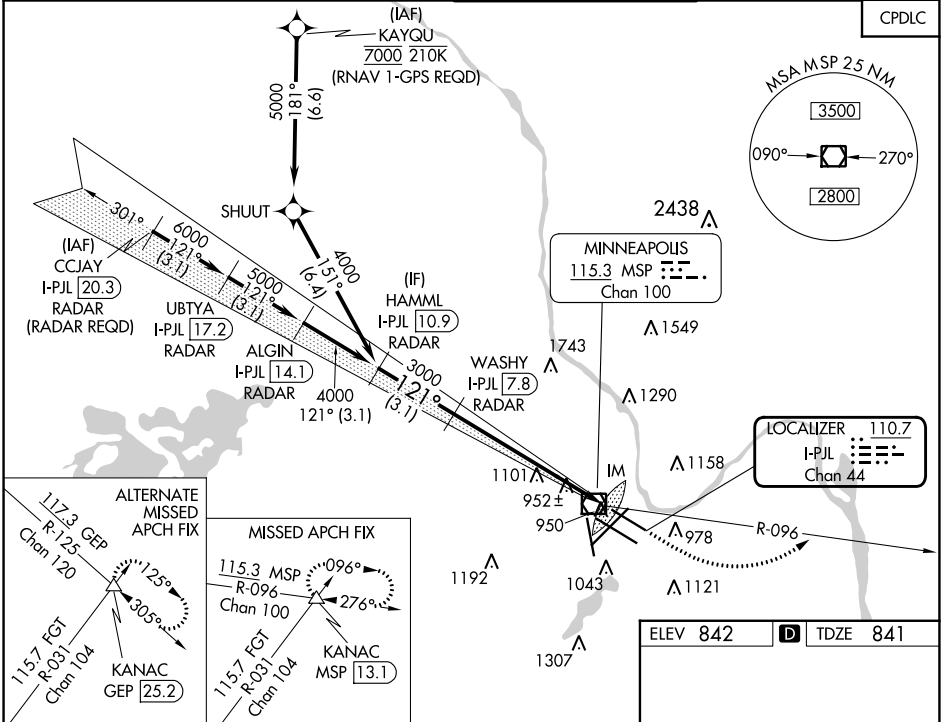 CPDLC
(IAF)
KAYQU
7000 210K
(RNAV 1-GPS REQD)
5000
181°
(6.6)
MSA MSP 25 NM
3500
090°
270°
2800
SHUUT
4000
151°
(6.4)
2438
MINNEAPOLIS
115.3 MSP
Chan 100
301°
6000
121°
(3.1)
5000
121°
(3.1)
(IAF)
CCJAY
I-PJL 20.3
RADAR
(RADAR REQD)
UBTYA
I-PJL 17.2
RADAR
ALGIN
I-PJL 14.1
RADAR
4000
121° (3.1)
(IF)
HAMML
I-PJL 10.9
RADAR
3000
121°
(3.1)
WASHY
I-PJL 7.8
RADAR
1549
1743
1290
LOCALIZER 110.7
I-PJL
Chan 44
1158
IM
1101
952±
950
978
R-096
1192
1043
1121
1307
ALTERNATE
MISSED
APCH FIX
117.3 GEP
R-125
Chan 120
125°
305°
115.7 FGT
R-031
Chan 104
KANAC
GEP 25.2
MISSED APCH FIX
115.3 MSP
R-096
Chan 100
096°
276°
115.7 FGT
R-031
Chan 104
KANAC
MSP 13.1
ELEV 842 D TDZE 841